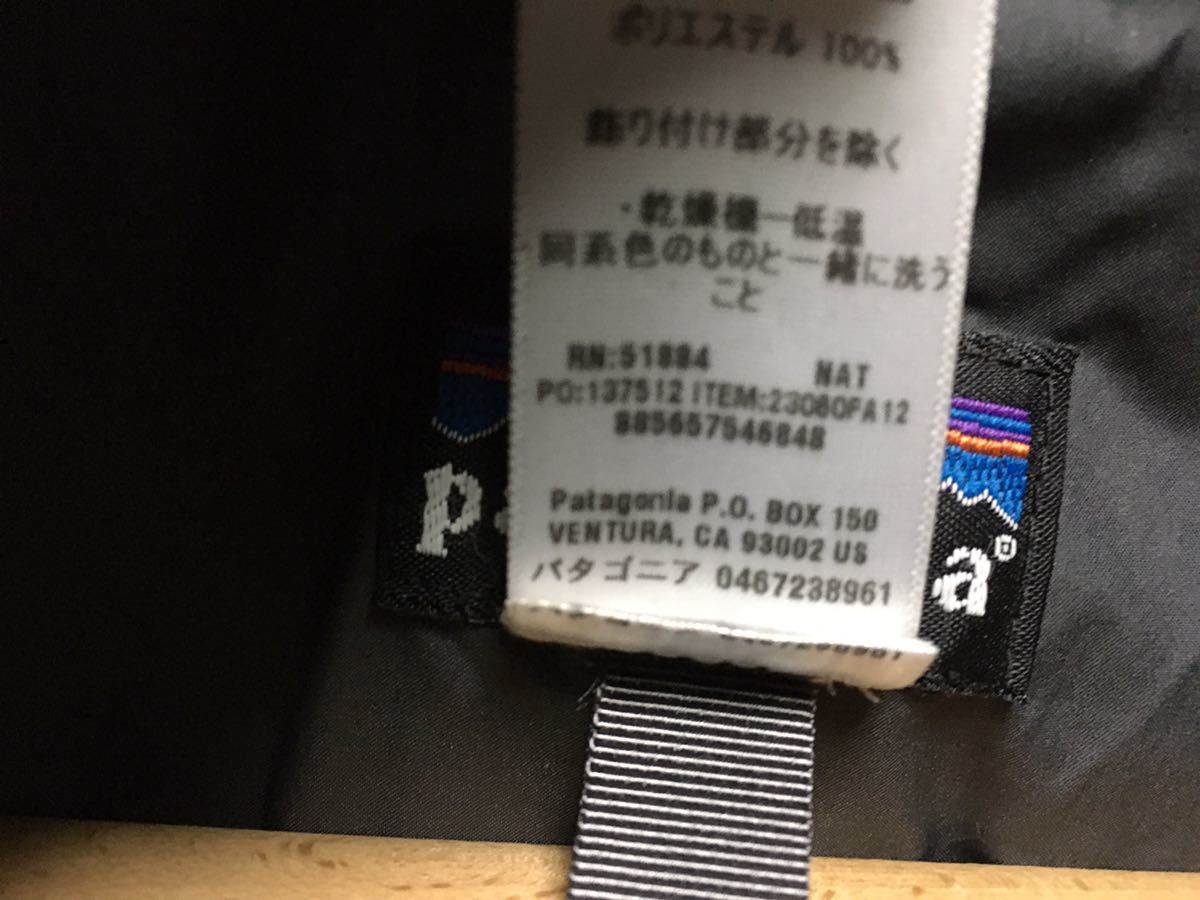 ポリエステル 100%
飾り付け部分を除く
・乾燥機一低温
同系色のものと一緒に洗う
こと
RN:51884 NAT
PO:137512 ITEM:23080FA12
885657546848
Patagonia P.O. BOX 150
VENTURA, CA 93002 US
パタゴニア 0467238961
p
a